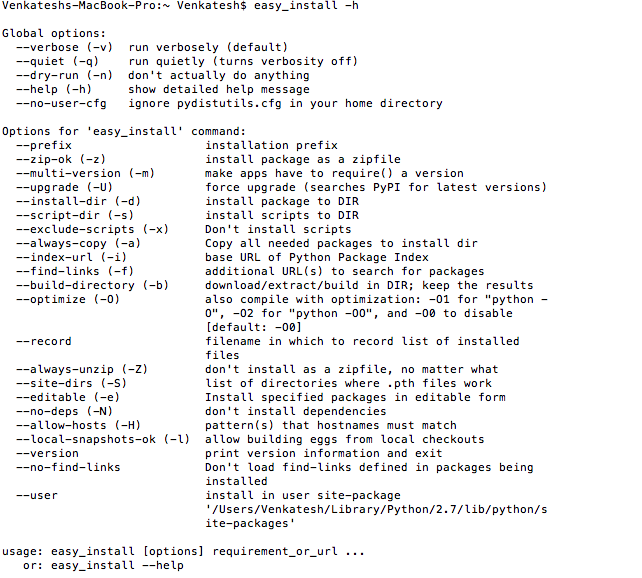 Venkateshs-MacBook-Pro:~ Venkatesh$ easy_install -h
Global options:
--verbose (-v)  run verbosely (default)
--quiet (-q)    run quietly (turns verbosity off)
--dry-run (-n)  don't actually do anything
--help (-h)     show detailed help message
--no-user-cfg   ignore pydistutils.cfg in your home directory
Options for 'easy_install' command:
--prefix                   installation prefix
--zip-ok (-z)              install package as a zipfile
--multi-version (-m)       make apps have to require() a version
--upgrade (-U)             force upgrade (searches PyPI for latest versions)
--install-dir (-d)         install package to DIR
--script-dir (-s)          install scripts to DIR
--exclude-scripts (-x)     Don't install scripts
--always-copy (-a)         Copy all needed packages to install dir
--index-url (-i)           base URL of Python Package Index
--find-links (-f)          additional URL(s) to search for packages
--build-directory (-b)     download/extract/build in DIR; keep the results
--optimize (-O)            also compile with optimization: -O1 for "python -
O", -O2 for "python -OO", and -O0 to disable
[default: -O0]
--record                   filename in which to record list of installed
files
--always-unzip (-Z)        don't install as a zipfile, no matter what
--site-dirs (-S)           list of directories where .pth files work
--editable (-e)            Install specified packages in editable form
--no-deps (-N)             don't install dependencies
--allow-hosts (-H)         pattern(s) that hostnames must match
--local-snapshots-ok (-l)  allow building eggs from local checkouts
--version                  print version information and exit
--no-find-links            Don't load find-links defined in packages being
installed
--user                     install in user site-package
'/Users/Venkatesh/Library/Python/2.7/lib/python/s
ite-packages'
usage: easy_install [options] requirement_or_url ...
or: easy_install --help